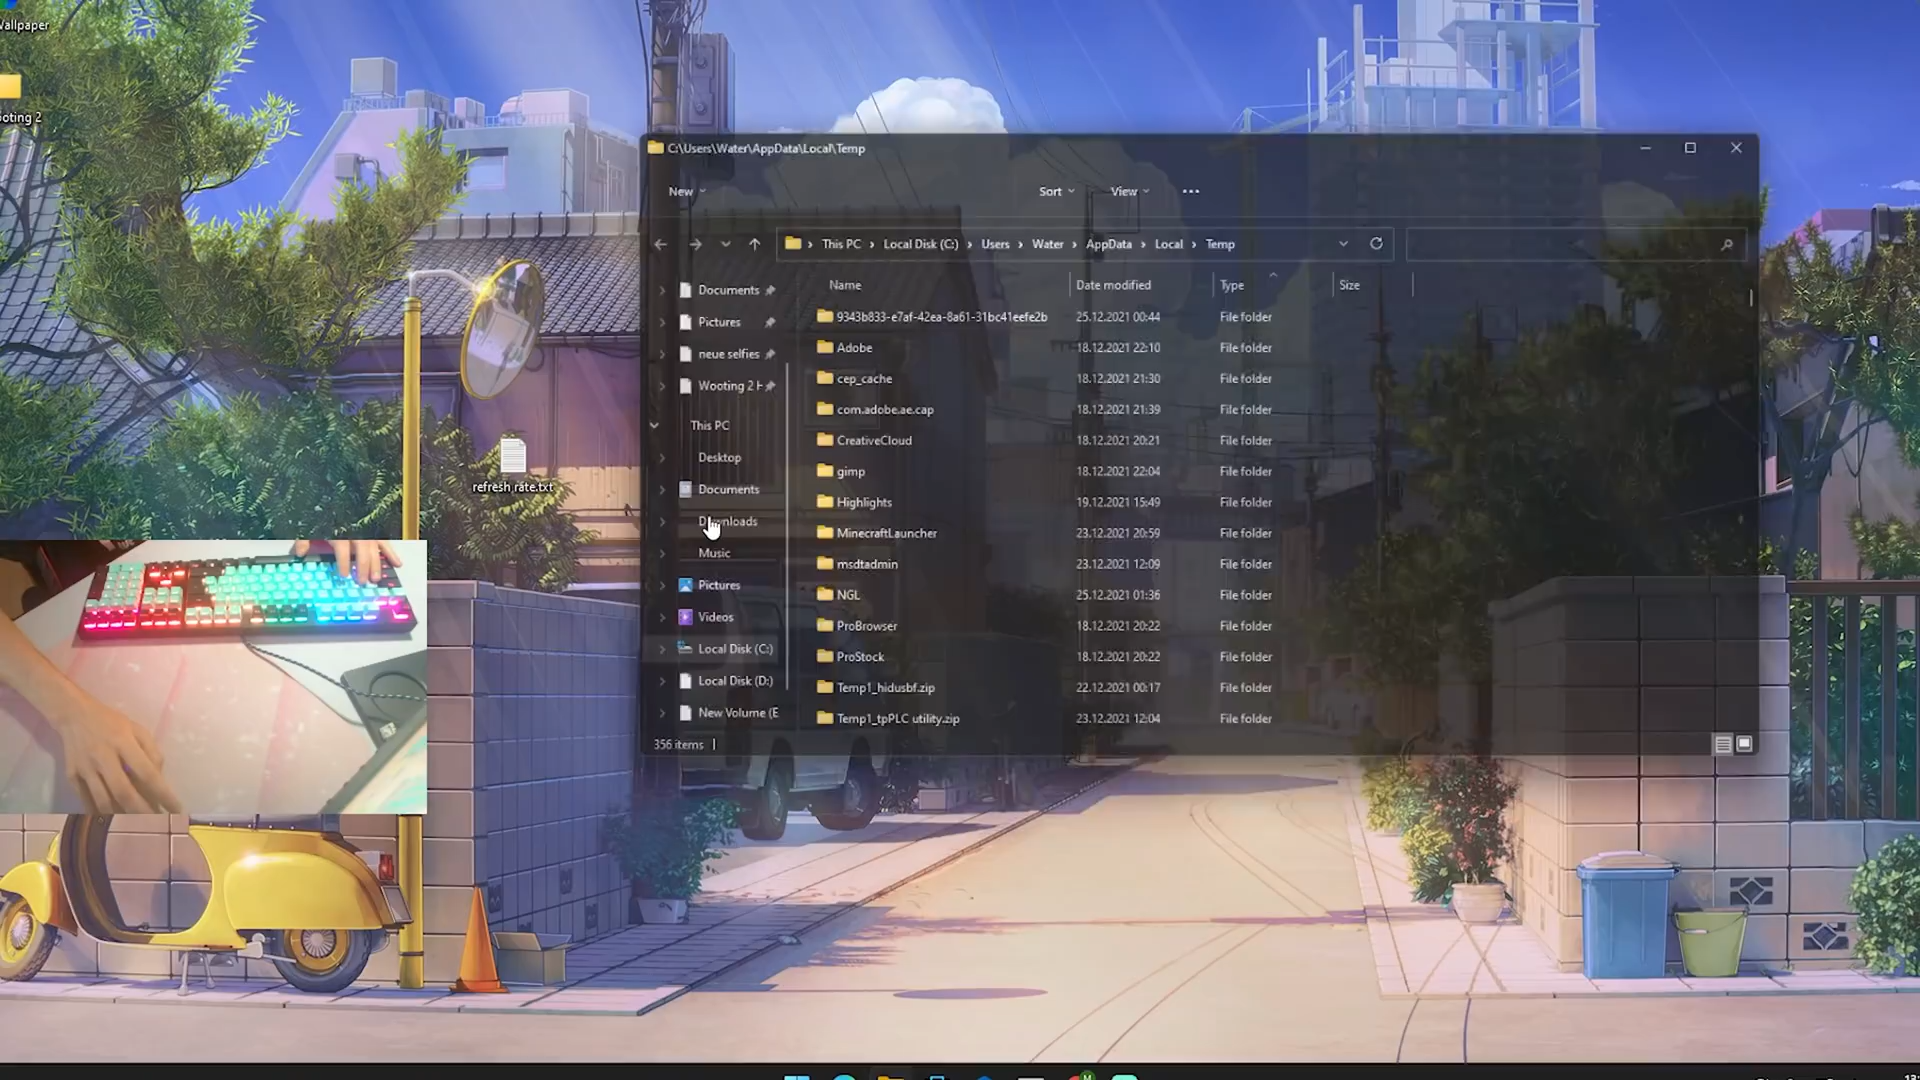 Wallpaper
ooting 2
refresh rate.txt
C:\Users\Water\AppData\Local\Temp
New
Sort
View
This PC > Local Disk (C:) > Users > Water > AppData > Local > Temp
Name Date modified Type Size
Documents
Pictures
neue selfies
Wooting 2 H
This PC
Desktop
Documents
Downloads
Music
Pictures
Videos
Local Disk (C:)
Local Disk (D:)
New Volume (E
9343b833-e7af-42ea-8a61-31bc41eefe2b 25.12.2021 00:44 File folder
Adobe 18.12.2021 22:10 File folder
cep_cache 18.12.2021 21:30 File folder
com.adobe.ae.cap 18.12.2021 21:39 File folder
CreativeCloud 18.12.2021 20:21 File folder
gimp 18.12.2021 22:04 File folder
Highlights 19.12.2021 15:49 File folder
MinecraftLauncher 23.12.2021 20:59 File folder
msdtadmin 23.12.2021 12:09 File folder
NGL 25.12.2021 01:36 File folder
ProBrowser 18.12.2021 20:22 File folder
ProStock 18.12.2021 20:22 File folder
Temp1_hidusbf.zip 22.12.2021 00:17 File folder
Temp1_tpPLC utility.zip 23.12.2021 12:04 File folder
356 items